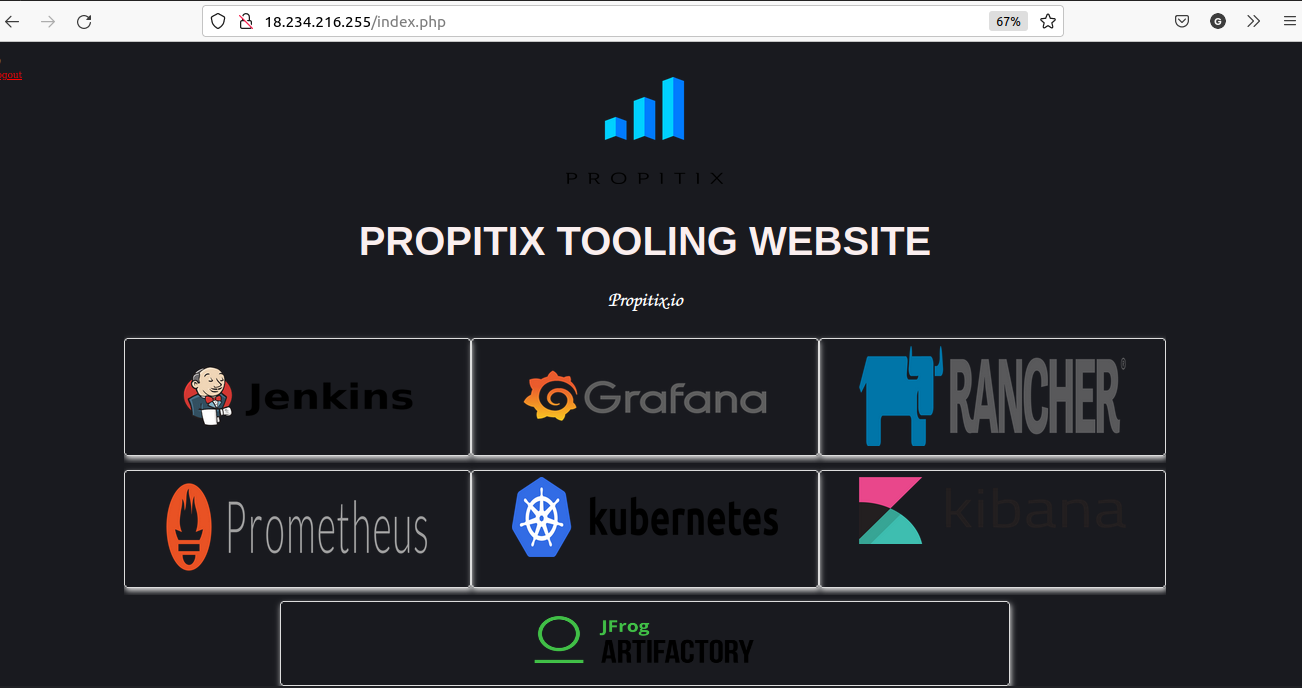 18.234.216.255/index.php
67%
G
ogout
PROPITIX
PROPITIX TOOLING WEBSITE
Propitix.io
Jenkins
Grafana
RANCHER®
Prometheus
kubernetes
kibana
JFrog
ARTIFACTORY